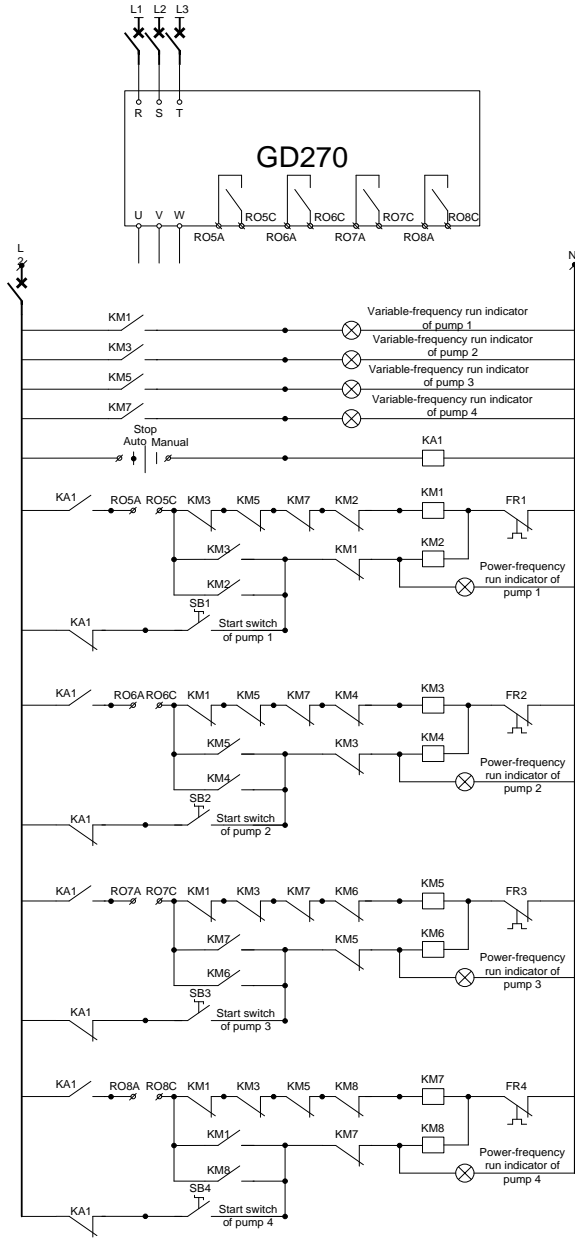 L1 L2 L3
R S T
GD270
U V W
RO5C RO6C RO7C RO8C
RO5A RO6A RO7A RO8A
L
2
N
KM1
Variable-frequency run indicator
of pump 1
KM3
Variable-frequency run indicator
of pump 2
KM5
Variable-frequency run indicator
of pump 3
KM7
Variable-frequency run indicator
of pump 4
Stop
Auto Manual
KA1
KA1 RO5A RO5C KM3 KM5 KM7 KM2 KM1 FR1
KM3 KM1 KM2
KM2
Power-frequency
run indicator of
pump 1
SB1
KA1
Start switch
of pump 1
KA1 RO6A RO6C KM1 KM5 KM7 KM4 KM3 FR2
KM5 KM3 KM4
KM4
Power-frequency
run indicator of
pump 2
SB2
KA1
Start switch
of pump 2
KA1 RO7A RO7C KM1 KM3 KM7 KM6 KM5 FR3
KM7 KM5 KM6
KM6
Power-frequency
run indicator of
pump 3
SB3
KA1
Start switch
of pump 3
KA1 RO8A RO8C KM1 KM3 KM5 KM8 KM7 FR4
KM1 KM7 KM8
KM8
Power-frequency
run indicator of
pump 4
SB4
KA1
Start switch
of pump 4